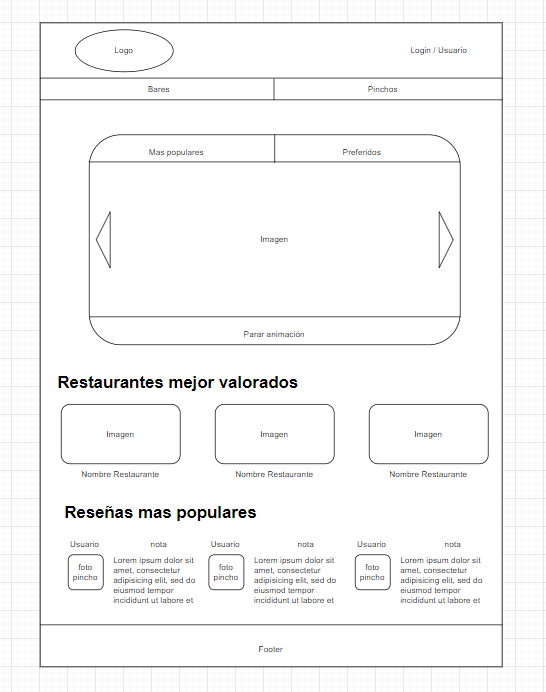 Logo
Login / Usuario
Bares
Pinchos
Mas populares
Preferidos
Imagen
Parar animación
Restaurantes mejor valorados
Imagen
Imagen
Imagen
Nombre Restaurante
Nombre Restaurante
Nombre Restaurante
Reseñas mas populares
Usuario
nota
foto
pincho
Lorem ipsum dolor sit
amet, consectetur
adipisicing elit, sed do
eiusmod tempor
incididunt ut labore et
Usuario
nota
foto
pincho
Lorem ipsum dolor sit
amet, consectetur
adipisicing elit, sed do
eiusmod tempor
incididunt ut labore et
Usuario
nota
foto
pincho
Lorem ipsum dolor sit
amet, consectetur
adipisicing elit, sed do
eiusmod tempor
incididunt ut labore et
Footer